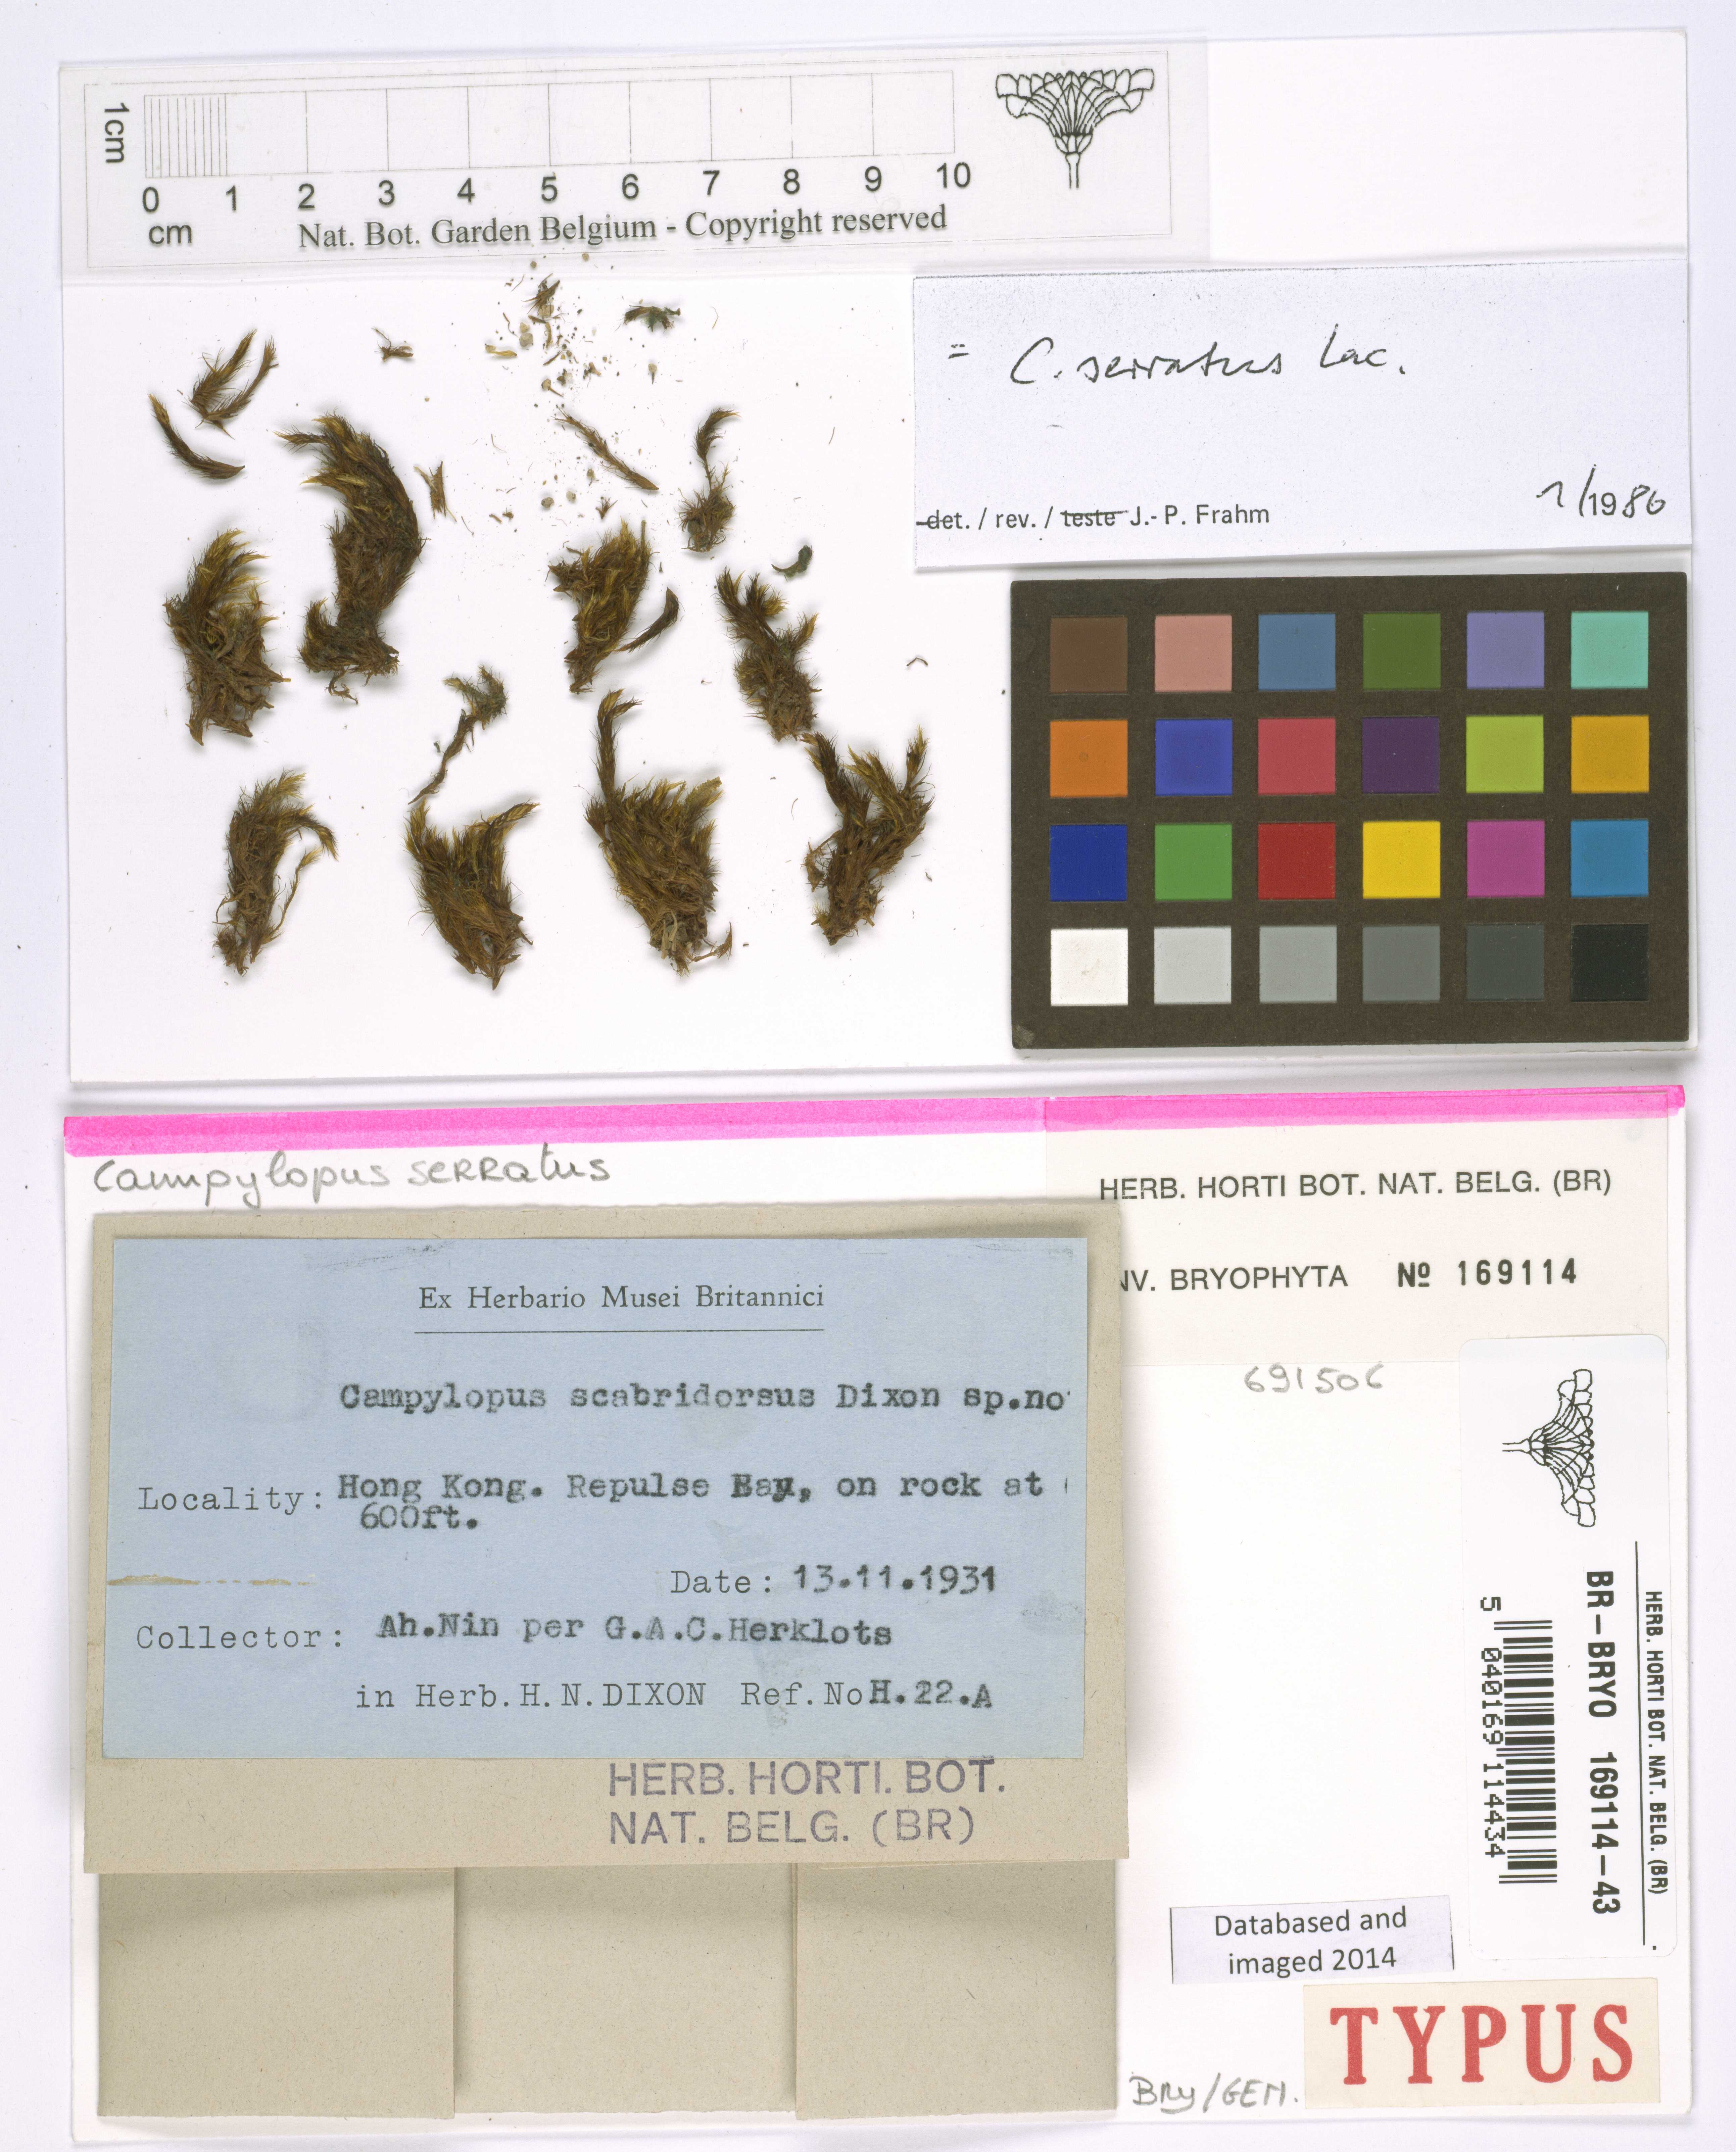 1cm
0 1 2 3 4 5 6 7 8 9 10
cm
Nat. Bot. Garden Belgium - Copyright reserved
= C. serratus Lac.
1/1986
det. / rev. / teste J.- P. Frahm
Campylopus serratus
HERB. HORTI BOT. NAT. BELG. (BR)
NV. BRYOPHYTA Nº 169114
691506
Ex Herbario Musei Britannici
Campylopus scabridorsus Dixon sp.no
Locality: Hong Kong. Repulse Bay, on rock at
600ft.
Date: 13.11.1931
Collector: Ah.Nin per G.A.C.Herklots
in Herb. H. N. DIXON Ref. No H.22.A
HERB. HORTI. BOT.
NAT. BELG. (BR)
HERB. HORTI BOT. NAT. BELG. (BR)
BR-BRYO 169114-43
5 040169 114434
Databased and
imaged 2014
TYPUS
Bry/GEN.